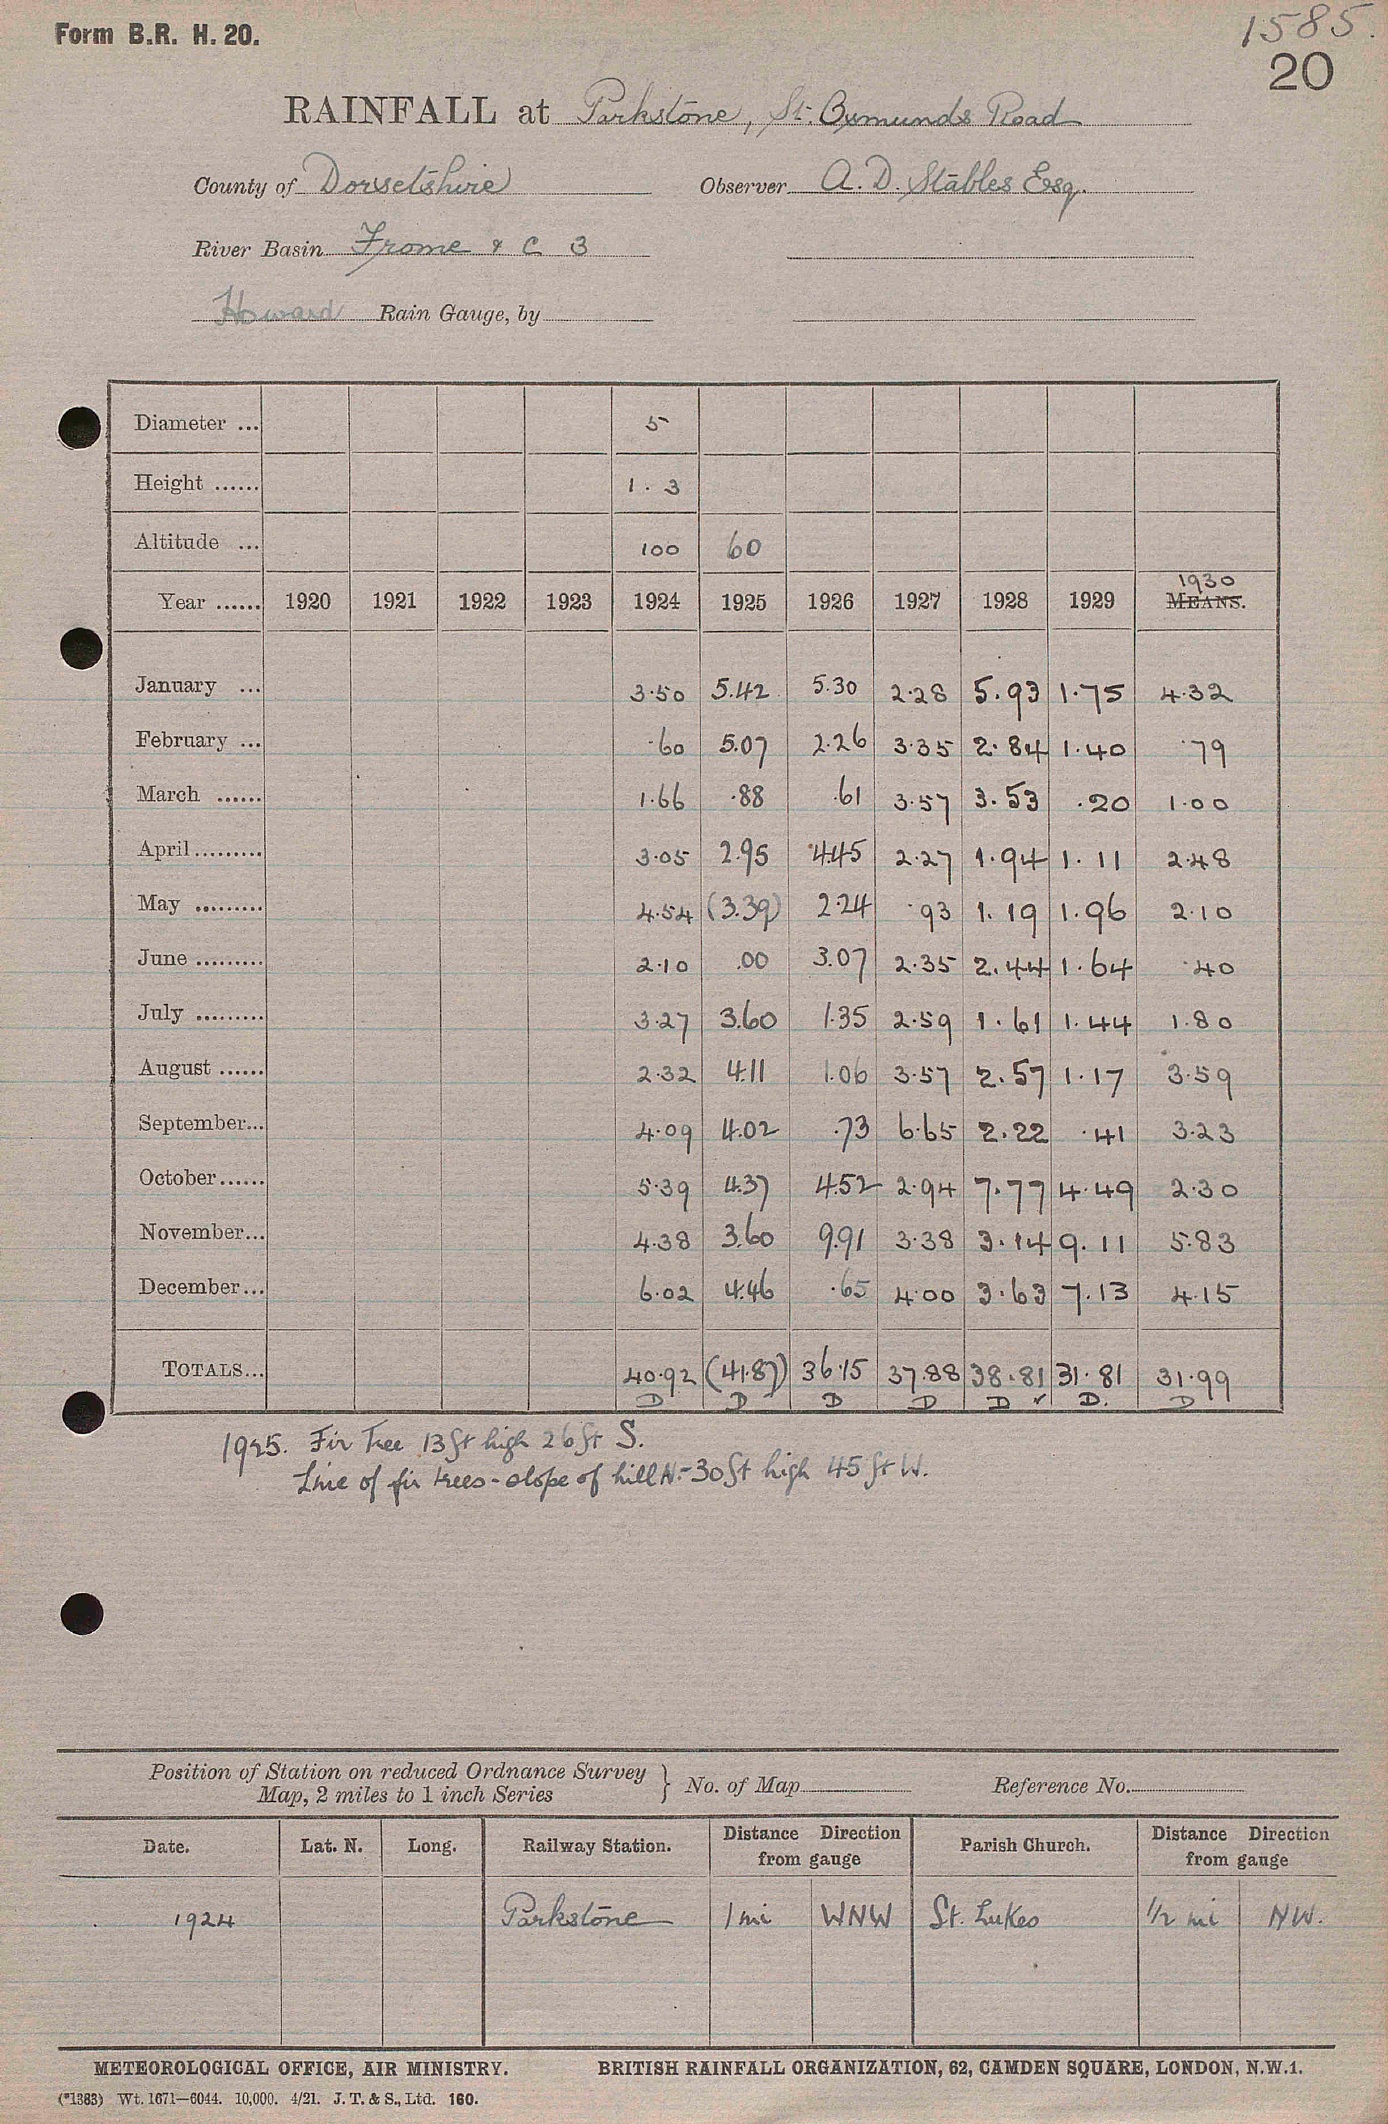 Form B.R. H. 20.
1585.
20
RAINFALL at Parkstone, St. Osmunds Road
County of Dorsetshire Observer A. D. Stables Esq.
River Basin Frome & C 3
Howard Rain Gauge, by
Diameter ... 5
Height ...... 1. 3
Altitude ... 100 60
1930
Year ...... 1920 1921 1922 1923 1924 1925 1926 1927 1928 1929 MEANS.
January ... 3.50 5.42 5.30 2.28 5.93 1.75 4.32
February ... .60 5.07 2.26 3.35 2.84 1.40 .79
March ...... 1.66 .88 .61 3.57 3.53 .20 1.00
April......... 3.05 2.95 4.45 2.27 1.94 1.11 2.48
May ......... 4.54 (3.39) 2.24 .93 1.19 1.96 2.10
June ......... 2.10 .00 3.07 2.35 2.44 1.64 .40
July ......... 3.27 3.60 1.35 2.59 1.61 1.44 1.80
August ...... 2.32 4.11 1.06 3.57 2.57 1.17 3.59
September... 4.09 4.02 .73 6.65 2.22 .41 3.23
October...... 5.39 4.37 4.52 2.94 7.77 4.49 2.30
November... 4.38 3.60 9.91 3.38 3.14 9.11 5.83
December... 6.02 4.46 .65 4.00 3.63 7.13 4.15
TOTALS... 40.92 (41.87) 36.15 37.88 38.81 31.81 31.99
D D D D D ✓ D. D
1925. Fir Tree 13 ft high 26 ft S.
Line of fir trees - slope of hill N. - 30 ft high 45 ft W.
Position of Station on reduced Ordnance Survey Map, 2 miles to 1 inch Series } No. of Map Reference No.
Date. Lat. N. Long. Railway Station. Distance Direction from gauge Parish Church. Distance Direction from gauge
1924 Parkstone 1 mi WNW St. Lukes 1/2 mi NW.
METEOROLOGICAL OFFICE, AIR MINISTRY. BRITISH RAINFALL ORGANIZATION, 62, CAMDEN SQUARE, LONDON, N.W.1.
(*1383) Wt. 1671—6044. 10,000. 4/21. J. T. & S., Ltd. 160.